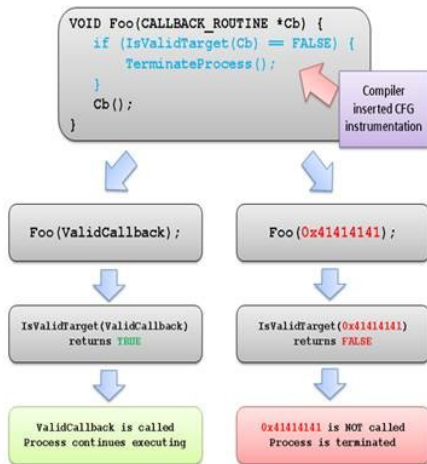 VOID Foo(CALLBACK_ROUTINE *Cb) {
if (IsValidTarget(Cb) == FALSE) {
TerminateProcess();
}
Cb();
}
Compiler
inserted CFG
instrumentation
Foo(ValidCallback);
Foo(0x41414141);
IsValidTarget(ValidCallback)
returns TRUE
IsValidTarget(0x41414141)
returns FALSE
ValidCallback is called
Process continues executing
0x41414141 is NOT called
Process is terminated